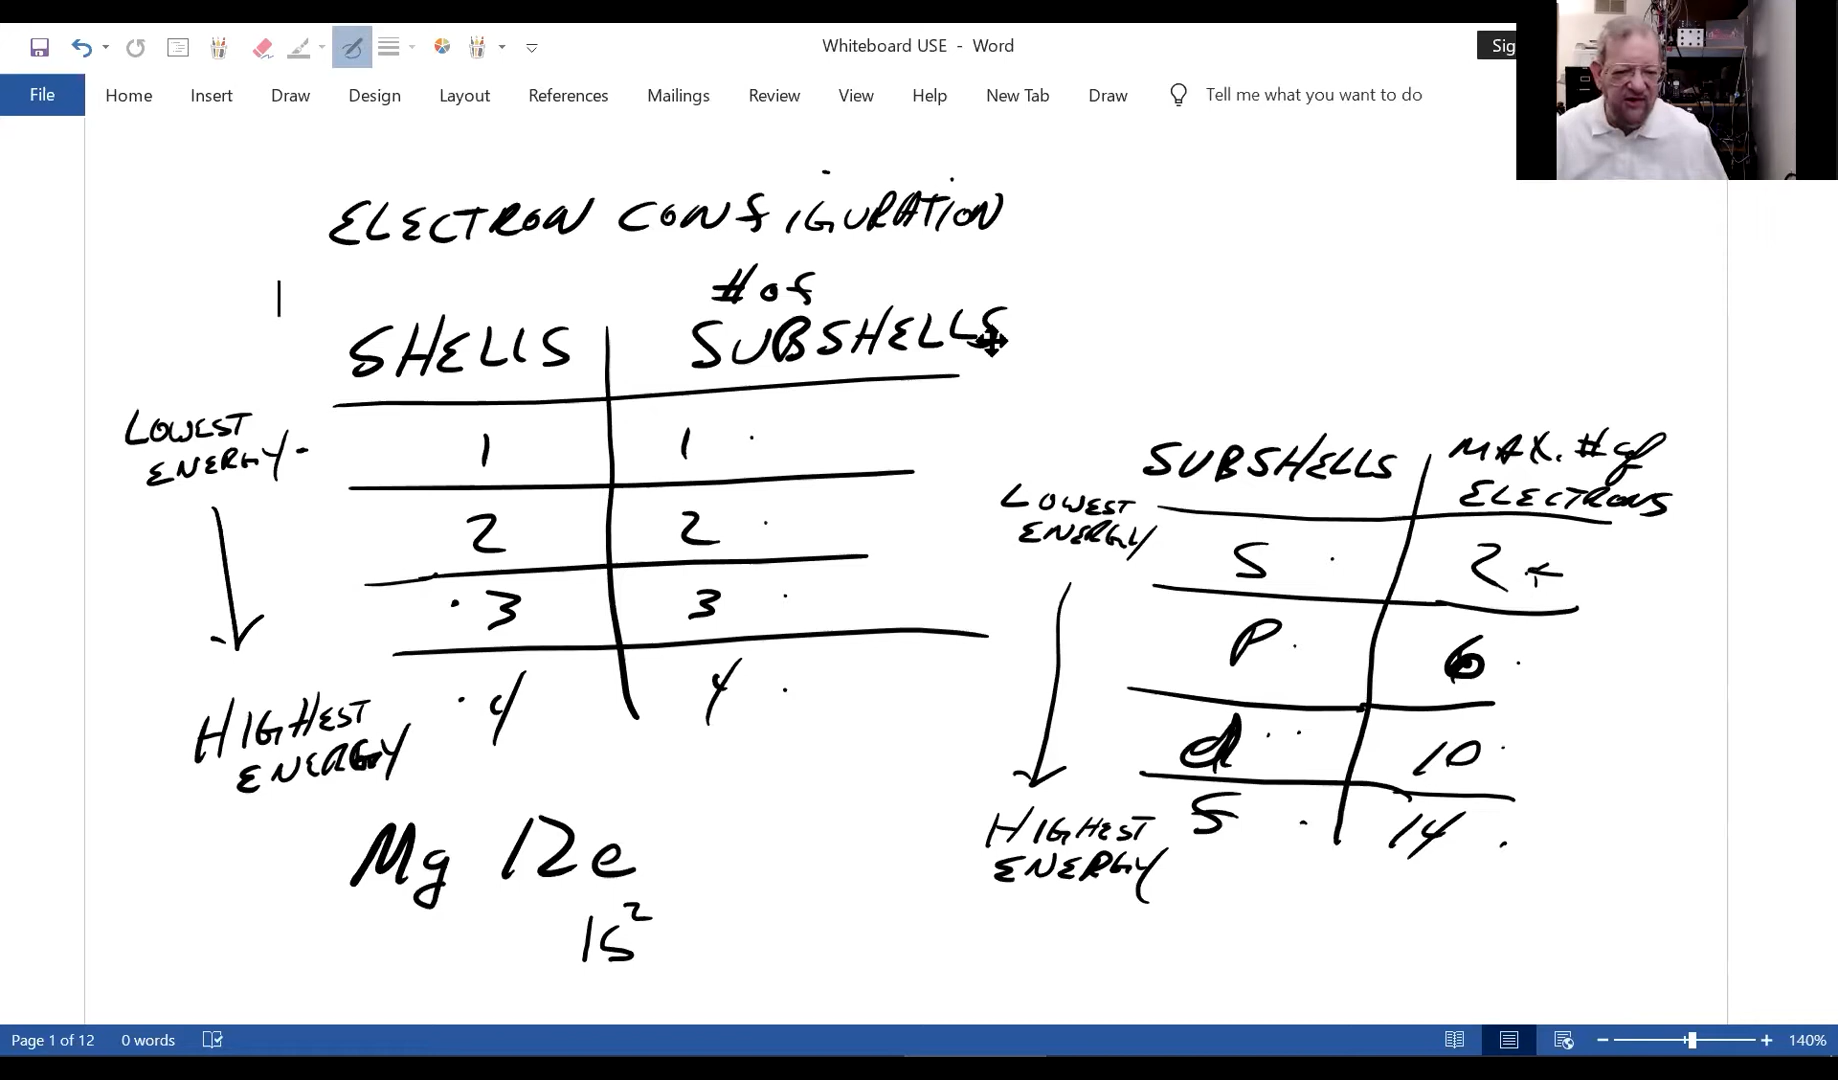 Whiteboard USE - Word
Sig
File Home Insert Draw Design Layout References Mailings Review View Help New Tab Draw Tell me what you want to do
ELECTRON CONFIGURATION
# of
SHELLS SUBSHELLS
LOWEST
ENERGY
1 1
2 2
3 3
4 4
HIGHEST
ENERGY
SUBSHELLS MAX. # of
ELECTRONS
LOWEST
ENERGY
S 2
P 6
d 10
f 14
HIGHEST
ENERGY
Mg 12e
1s²
Page 1 of 12 0 words 140%